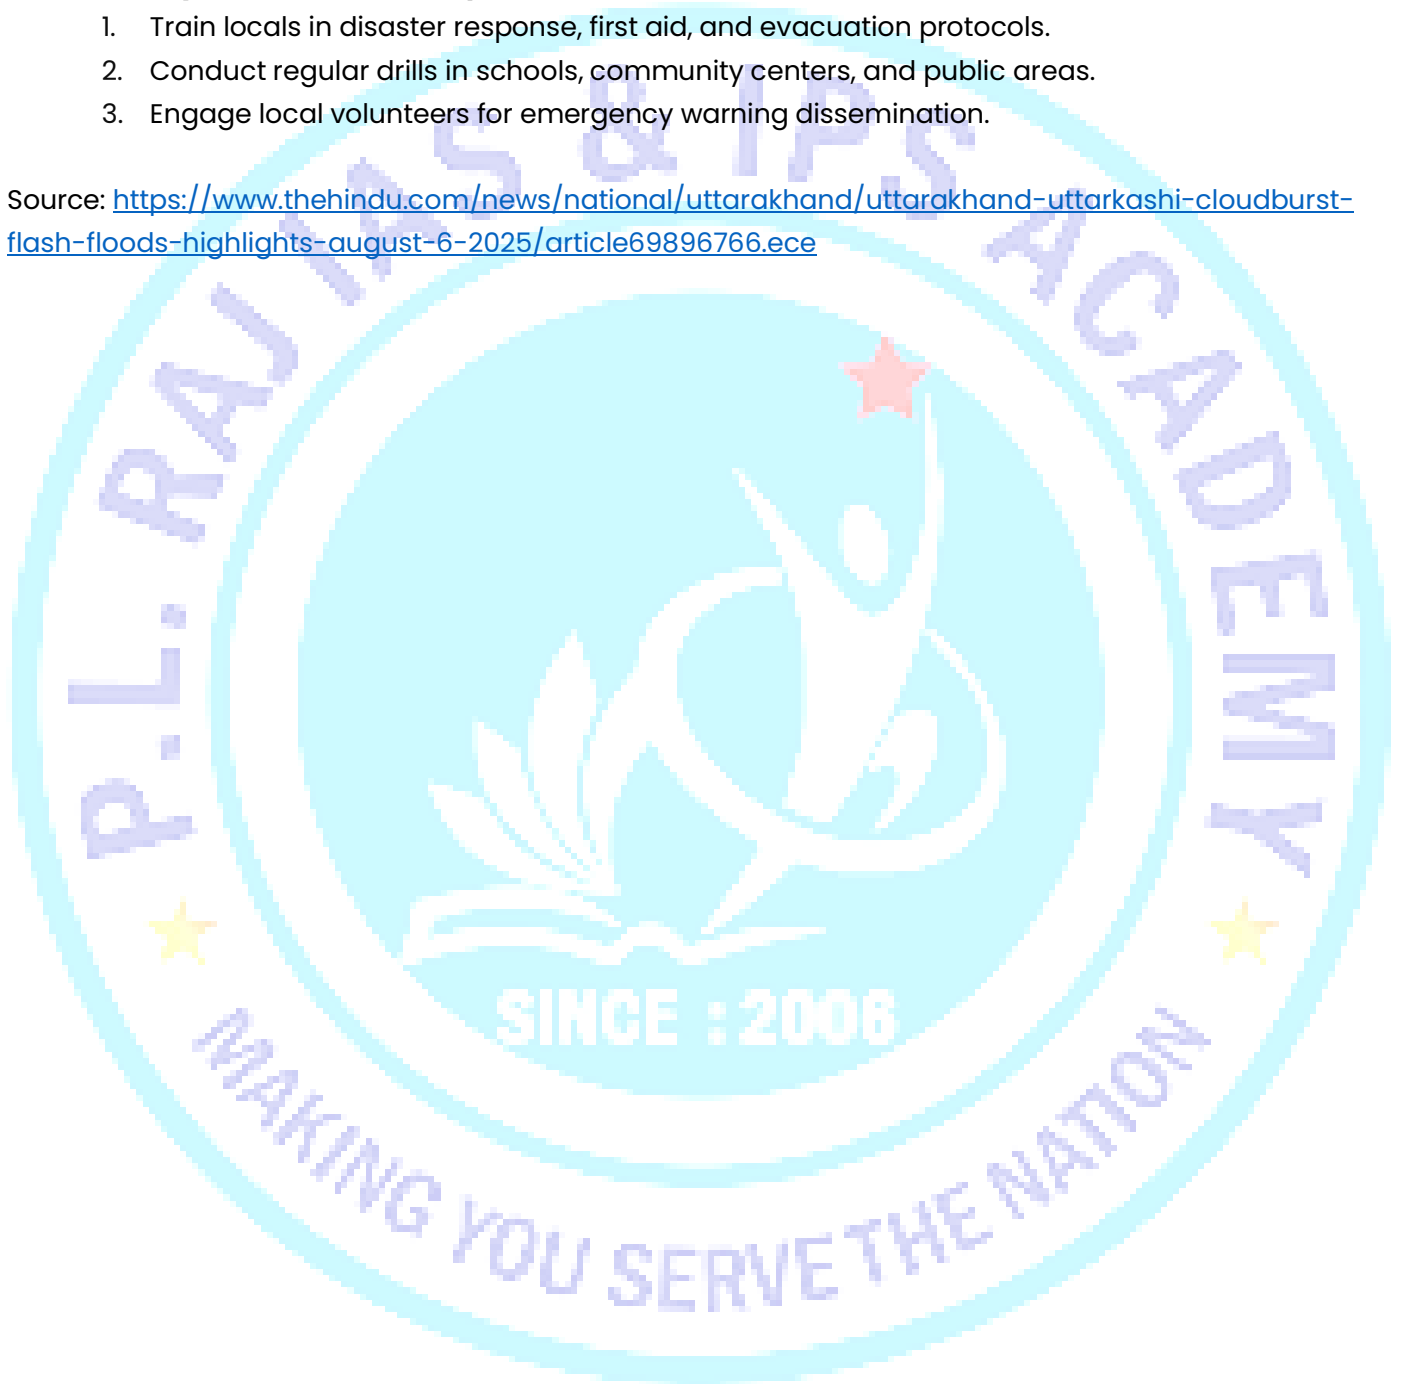 1. Train locals in disaster response, first aid, and evacuation protocols.
2. Conduct regular drills in schools, community centers, and public areas.
3. Engage local volunteers for emergency warning dissemination.
Source: https://www.thehindu.com/news/national/uttarakhand/uttarakhand-uttarkashi-cloudburst-
flash-floods-highlights-august-6-2025/article69896766.ece
P.L. RAJ IAS & IPS ACADEMY
SINCE : 2006
MAKING YOU SERVE THE NATION